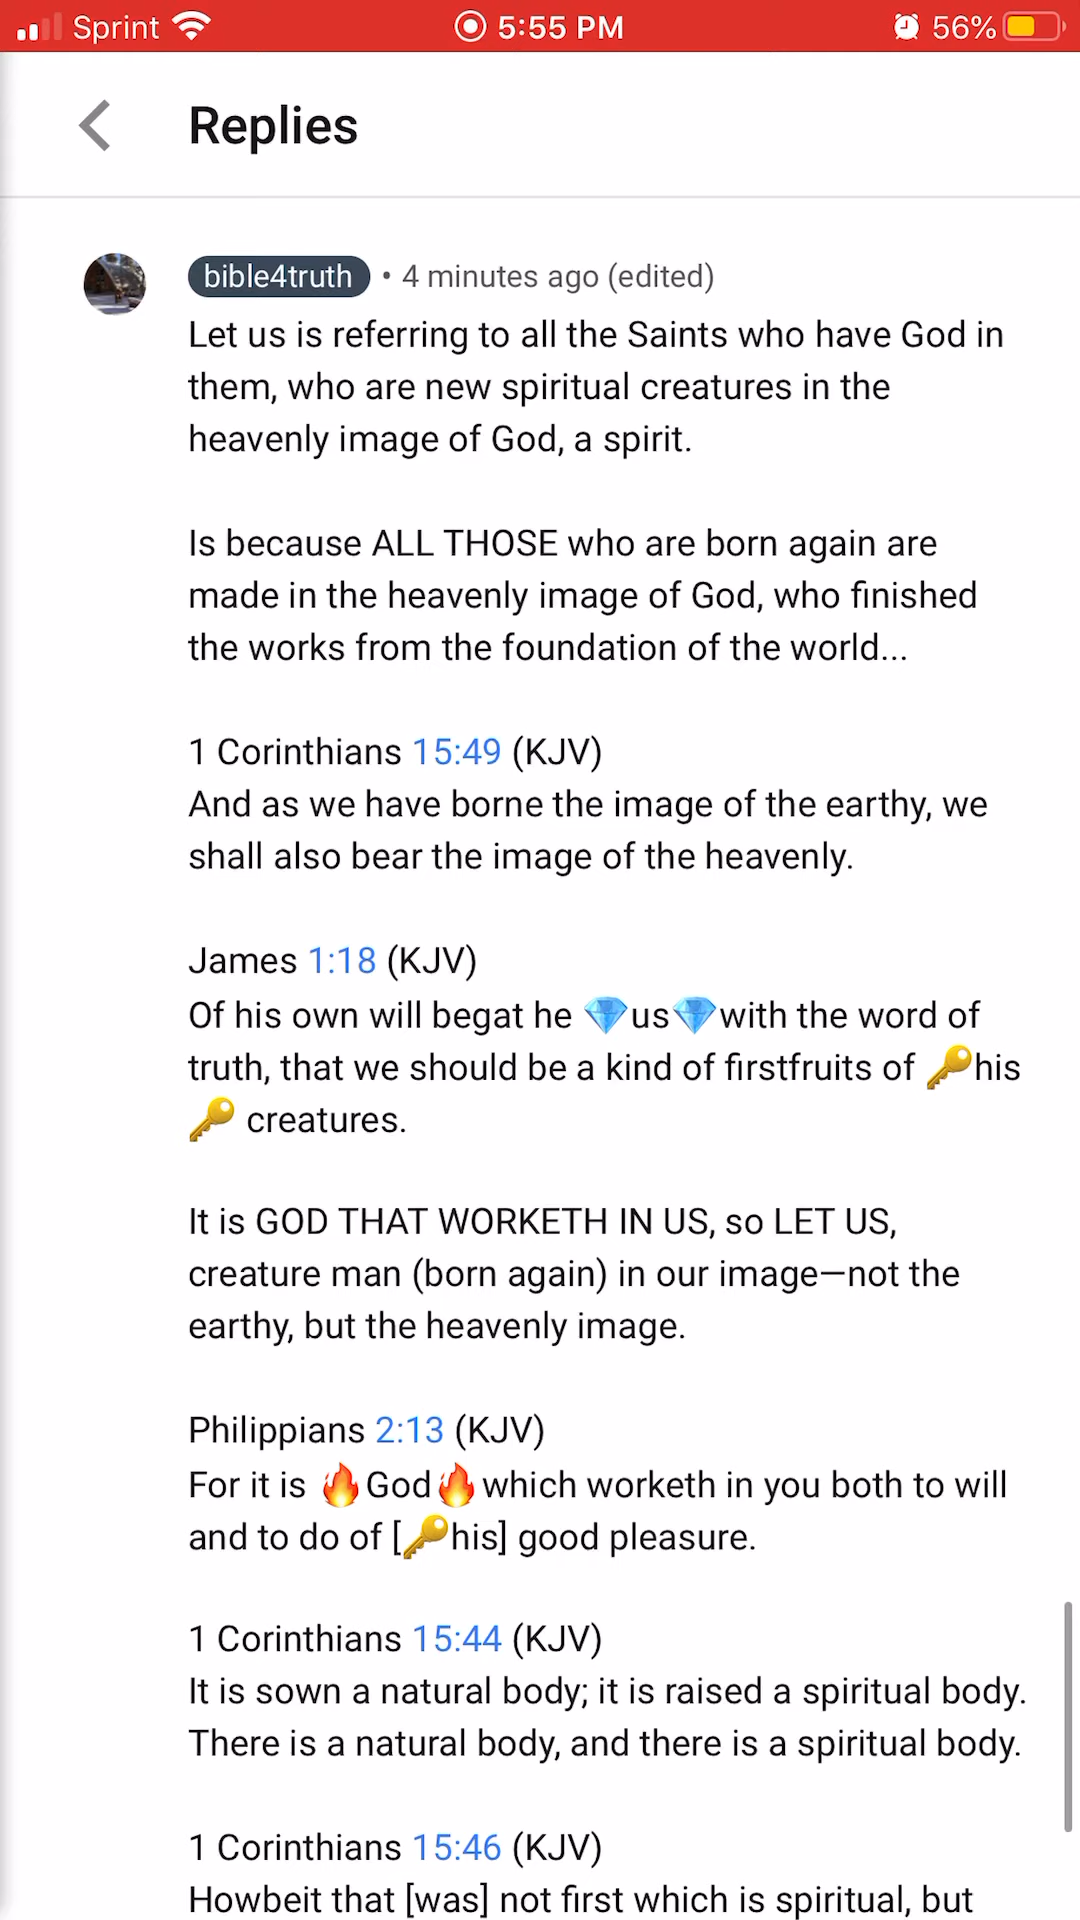 Sprint 5:55 PM 56%
Replies
bible4truth • 4 minutes ago (edited)
Let us is referring to all the Saints who have God in
them, who are new spiritual creatures in the
heavenly image of God, a spirit.
Is because ALL THOSE who are born again are
made in the heavenly image of God, who finished
the works from the foundation of the world...
1 Corinthians 15:49 (KJV)
And as we have borne the image of the earthy, we
shall also bear the image of the heavenly.
James 1:18 (KJV)
Of his own will begat he 💎us💎with the word of
truth, that we should be a kind of firstfruits of 🔑his
🔑 creatures.
It is GOD THAT WORKETH IN US, so LET US,
creature man (born again) in our image—not the
earthy, but the heavenly image.
Philippians 2:13 (KJV)
For it is 🔥God🔥which worketh in you both to will
and to do of [🔑his] good pleasure.
1 Corinthians 15:44 (KJV)
It is sown a natural body; it is raised a spiritual body.
There is a natural body, and there is a spiritual body.
1 Corinthians 15:46 (KJV)
Howbeit that [was] not first which is spiritual, but